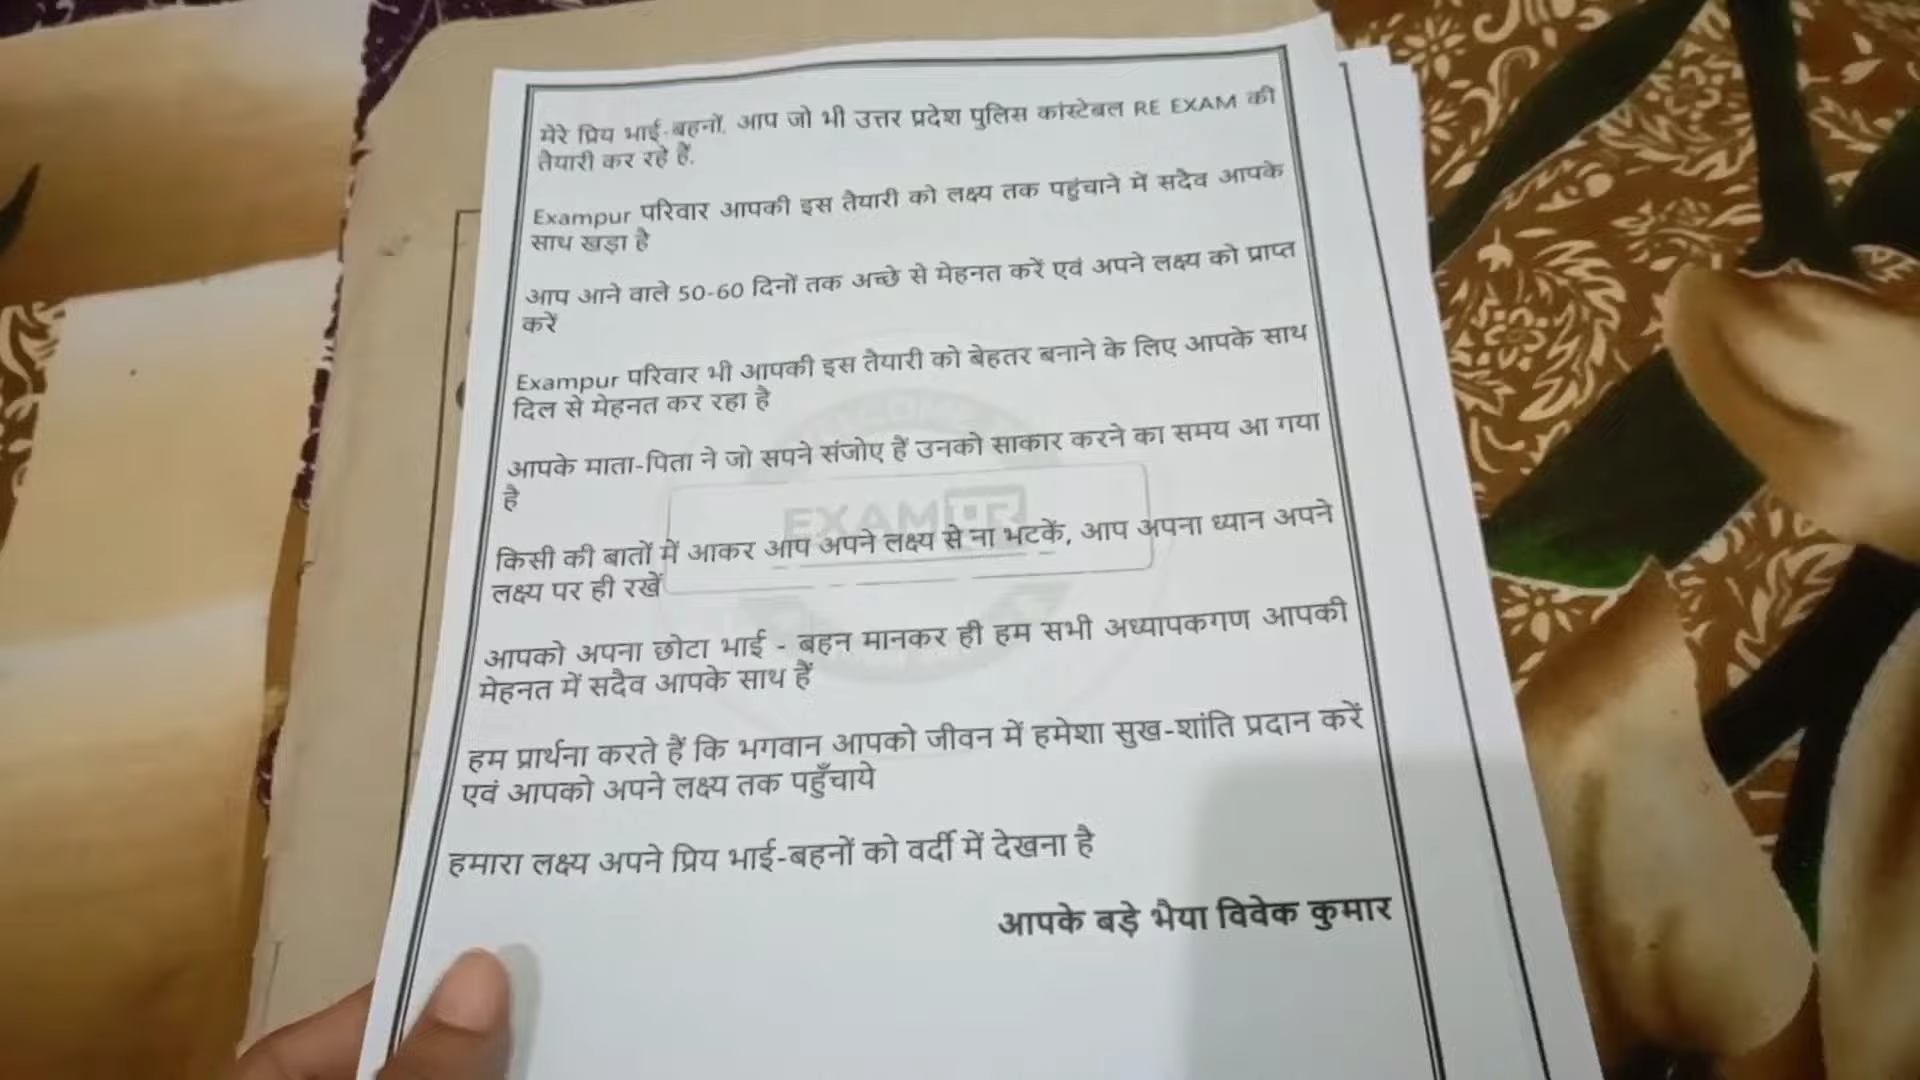 मेरे प्रिय भाई-बहनों, आप जो भी उत्तर प्रदेश पुलिस कांस्टेबल RE EXAM की
तैयारी कर रहे हैं.
Exampur परिवार आपकी इस तैयारी को लक्ष्य तक पहुंचाने में सदैव आपके
साथ खड़ा है
आप आने वाले 50-60 दिनों तक अच्छे से मेहनत करें एवं अपने लक्ष्य को प्राप्त
करें
Exampur परिवार भी आपकी इस तैयारी को बेहतर बनाने के लिए आपके साथ
दिल से मेहनत कर रहा है
आपके माता-पिता ने जो सपने संजोए हैं उनको साकार करने का समय आ गया
है
EXAMPUR
किसी की बातों में आकर आप अपने लक्ष्य से ना भटकें, आप अपना ध्यान अपने
लक्ष्य पर ही रखें
आपको अपना छोटा भाई - बहन मानकर ही हम सभी अध्यापकगण आपकी
मेहनत में सदैव आपके साथ हैं
हम प्रार्थना करते हैं कि भगवान आपको जीवन में हमेशा सुख-शांति प्रदान करें
एवं आपको अपने लक्ष्य तक पहुँचाये
हमारा लक्ष्य अपने प्रिय भाई-बहनों को वर्दी में देखना है
आपके बड़े भैया विवेक कुमार